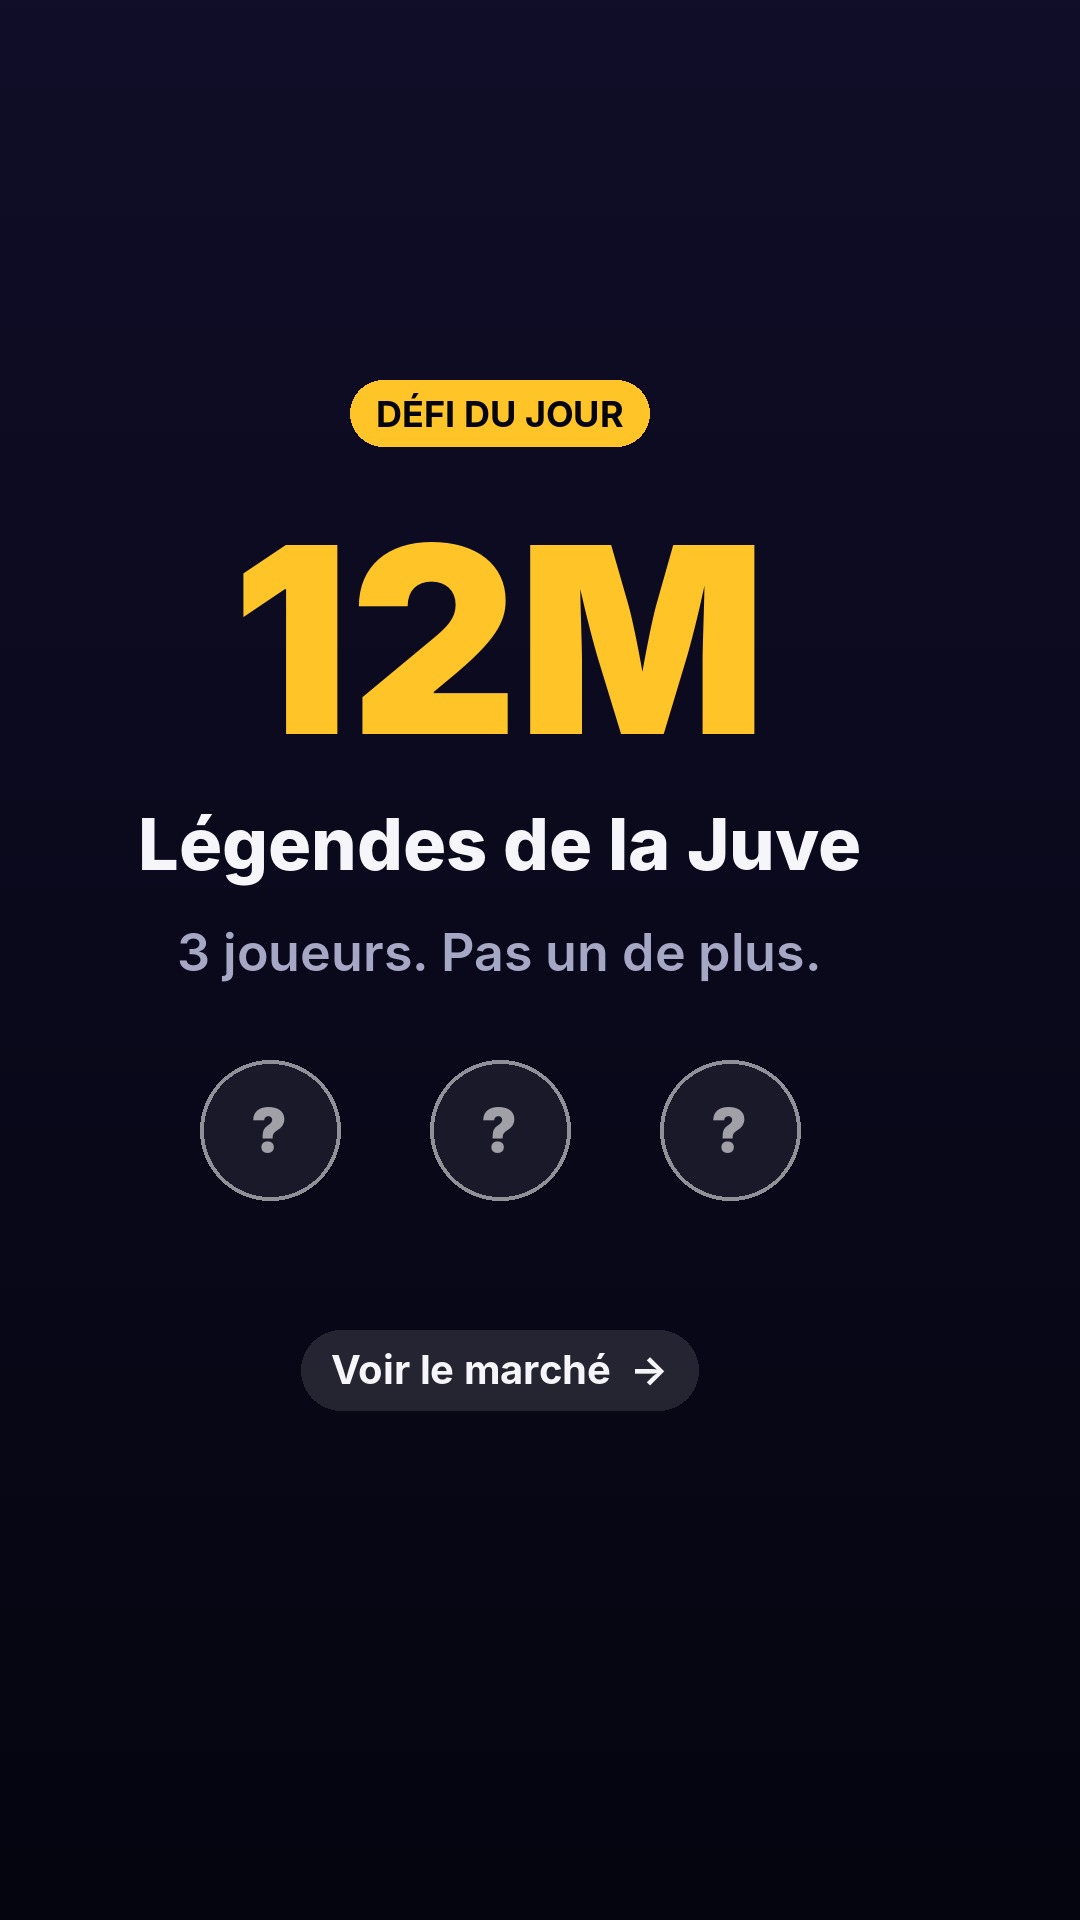 DÉFI DU JOUR
12M
Légendes de la Juve
3 joueurs. Pas un de plus.
? ? ?
Voir le marché →